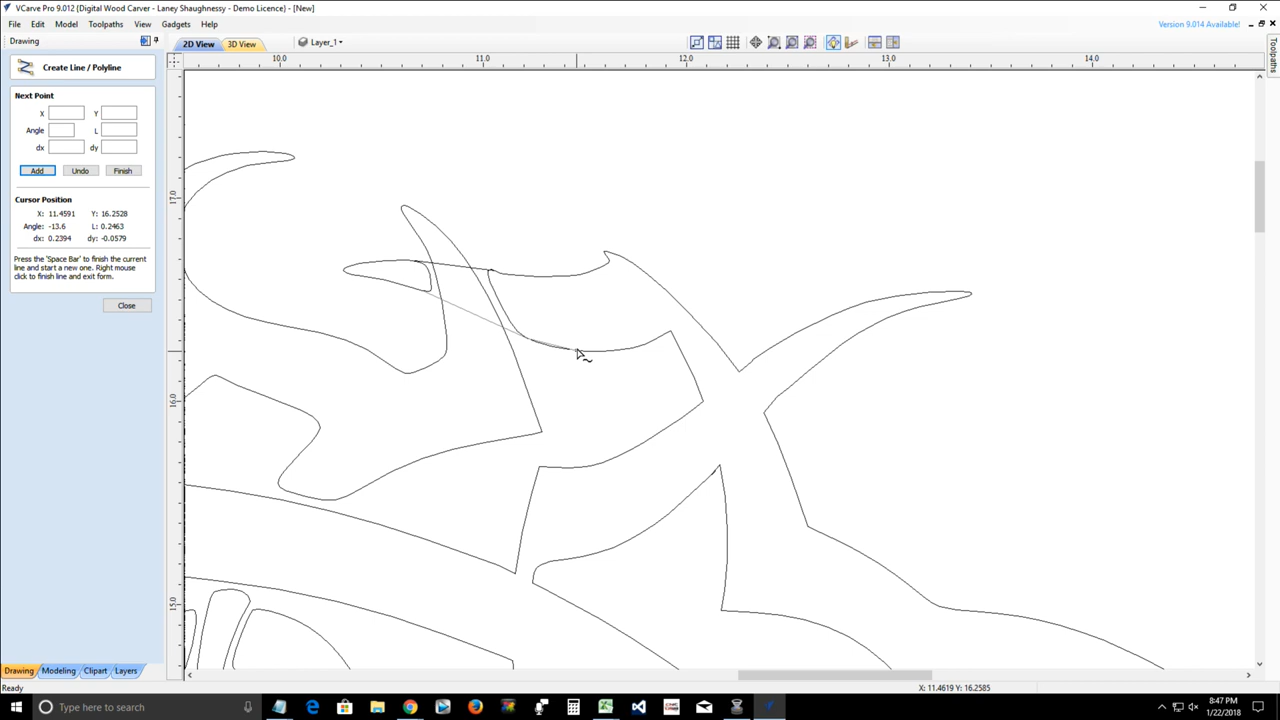 VCarve Pro 9.012 {Digital Wood Carver - Laney Shaughnessy - Demo Licence} - [New]
File Edit Model Toolpaths View Gadgets Help
Version 9.014 Available!
Drawing
2D View 3D View Layer_1
Toolpaths
Create Line / Polyline
10.0 11.0 12.0 13.0 14.0
Next Point
X Y
Angle L
dx dy
Add Undo Finish
Cursor Position
X: 11.4591 Y: 16.2528
Angle: -13.6 L: 0.2463
dx: 0.2394 dy: -0.0579
Press the 'Space Bar' to finish the current
line and start a new one. Right mouse
click to finish line and exit form.
Close
17.0
16.0
15.0
Drawing Modeling Clipart Layers
Ready
X: 11.4619 Y: 16.2585
Type here to search
8:47 PM
1/22/2018